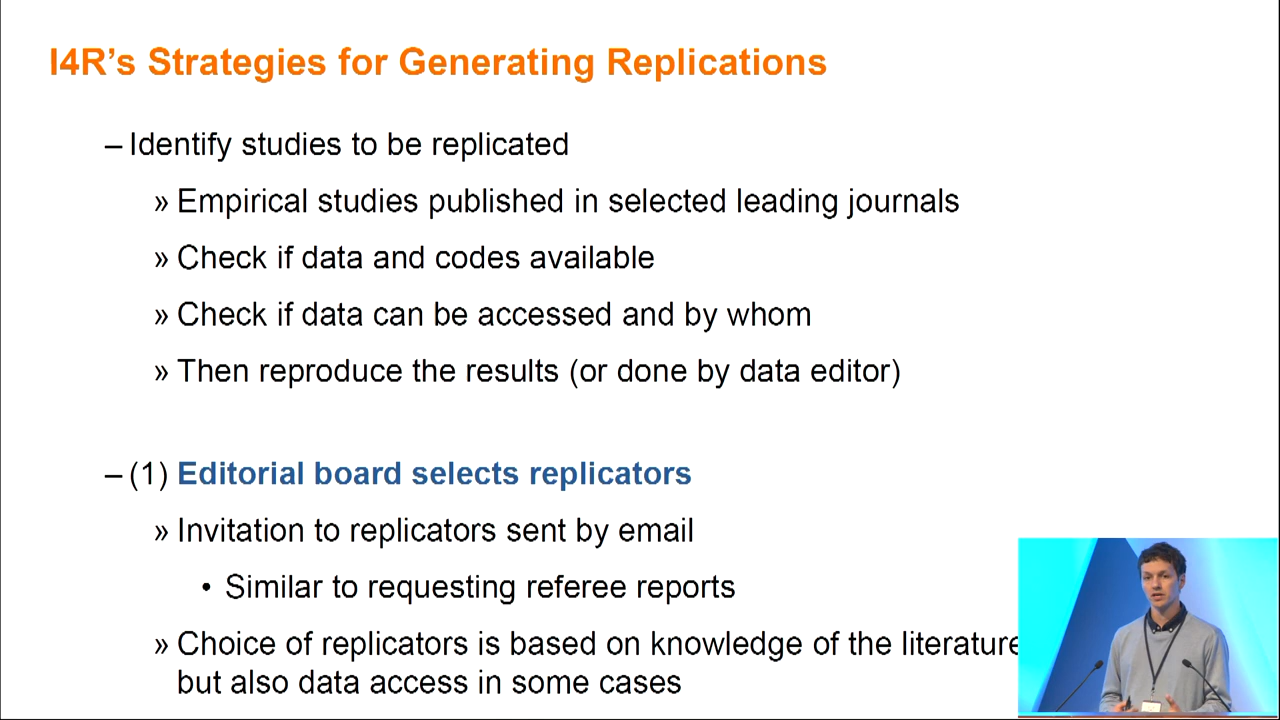 I4R's Strategies for Generating Replications
– Identify studies to be replicated
» Empirical studies published in selected leading journals
» Check if data and codes available
» Check if data can be accessed and by whom
» Then reproduce the results (or done by data editor)
– (1) Editorial board selects replicators
» Invitation to replicators sent by email
• Similar to requesting referee reports
» Choice of replicators is based on knowledge of the literature
but also data access in some cases